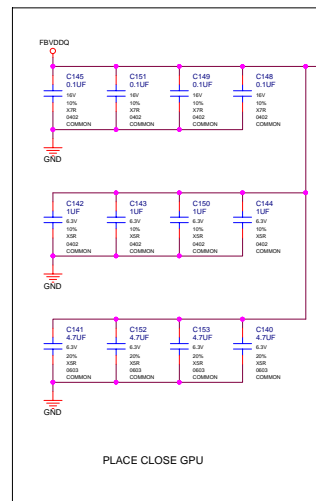 FBVDDQ
C145 C151 C149 C148
0.1UF 0.1UF 0.1UF 0.1UF
16V 16V 16V 16V
10% 10% 10% 10%
X7R X7R X7R X7R
0402 0402 0402 0402
COMMON COMMON COMMON COMMON
GND
C142 C143 C150 C144
1UF 1UF 1UF 1UF
6.3V 6.3V 6.3V 6.3V
10% 10% 10% 10%
X5R X5R X5R X5R
0402 0402 0402 0402
COMMON COMMON COMMON COMMON
GND
C141 C152 C153 C140
4.7UF 4.7UF 4.7UF 4.7UF
6.3V 6.3V 6.3V 6.3V
20% 20% 20% 20%
X5R X5R X5R X5R
0603 0603 0603 0603
COMMON COMMON COMMON COMMON
GND
PLACE CLOSE GPU